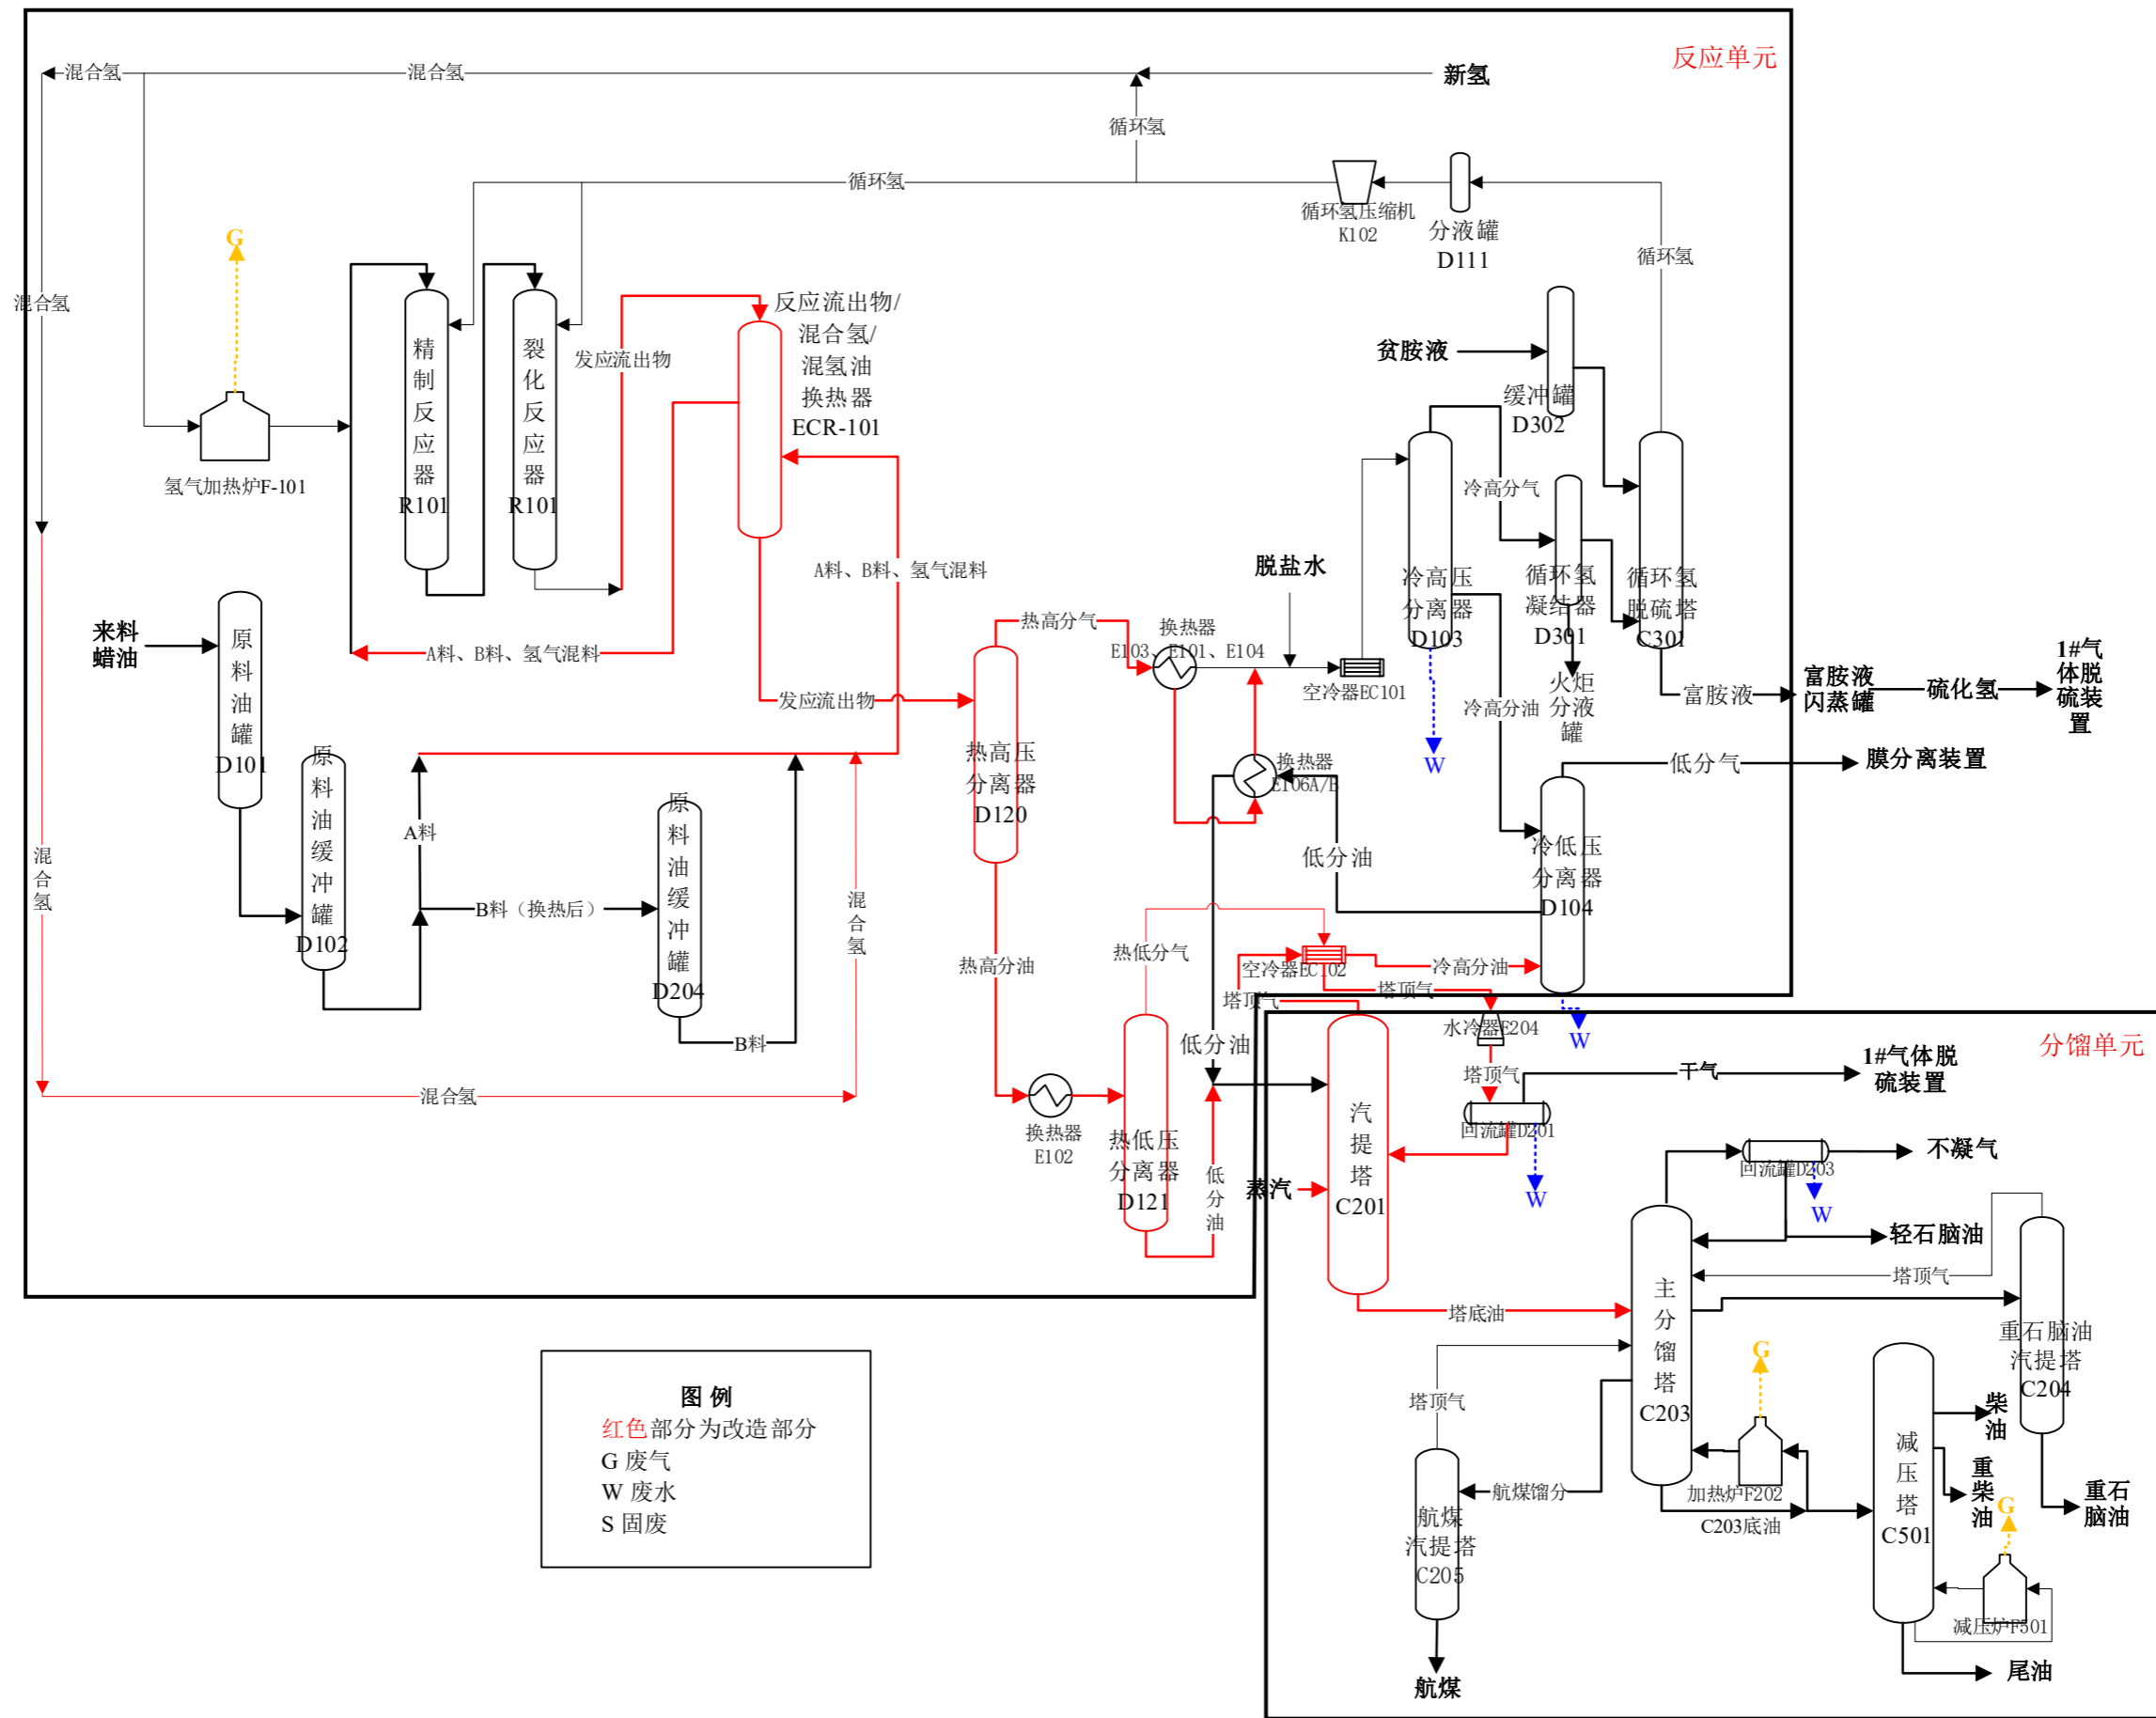 反应单元
混合氢
混合氢
新氢
循环氢
循环氢
循环氢压缩机
K102
分液罐
D111
循环氢
混合氢
G
氢气加热炉F-101
精制反应器
R101
裂化反应器
R101
发应流出物
反应流出物/
混合氢/
混氢油
换热器
ECR-101
贫胺液
缓冲罐
D302
冷高分气
冷高压
分离器
D103
循环氢
凝结器
D301
循环氢
脱硫塔
C301
A料、B料、氢气混料
脱盐水
来料
蜡油
原料油罐
D101
A料、B料、氢气混料
热高分气
换热器
E103、E101、E104
空冷器EC101
火炬
分液
罐
富胺液
富胺液
闪蒸罐
硫化氢
1#气
体脱
硫装
置
发应流出物
冷高分油
W
原料油缓冲罐
D102
热高压
分离器
D120
换热器
E106A/B
低分气
膜分离装置
A料
原料油缓冲罐
D204
低分油
冷低压
分离器
D104
混合氢
B料（换热后）
混合氢
热高分油
热低分气
空冷器EC102
冷高分油
塔顶气
塔顶气
B料
低分油
水冷器E204
W
分馏单元
塔顶气
干气
1#气体脱
硫装置
混合氢
换热器
E102
热低压
分离器
D121
低分油
汽提塔
C201
蒸汽
回流罐D201
W
回流罐D203
不凝气
W
轻石脑油
塔顶气
主分馏塔
C203
塔底油
重石脑油
汽提塔
C204
塔顶气
G
加热炉F202
C203底油
减压塔
C501
柴油
重柴油
G
重石
脑油
航煤馏分
航煤
汽提塔
C205
减压炉F501
尾油
航煤
图 例
红色部分为改造部分
G 废气
W 废水
S 固废